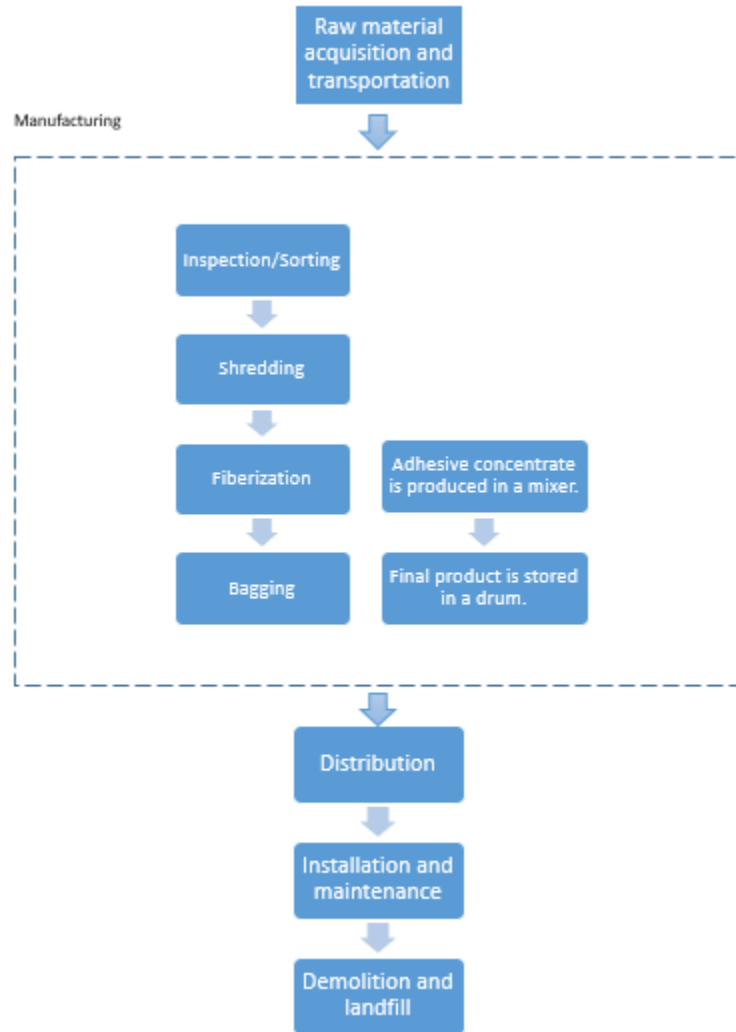 Raw material
acquisition and
transportation
Manufacturing
Inspection/Sorting
Shredding
Fiberization
Bagging
Adhesive concentrate
is produced in a mixer.
Final product is stored
in a drum.
Distribution
Installation and
maintenance
Demolition and
landfill